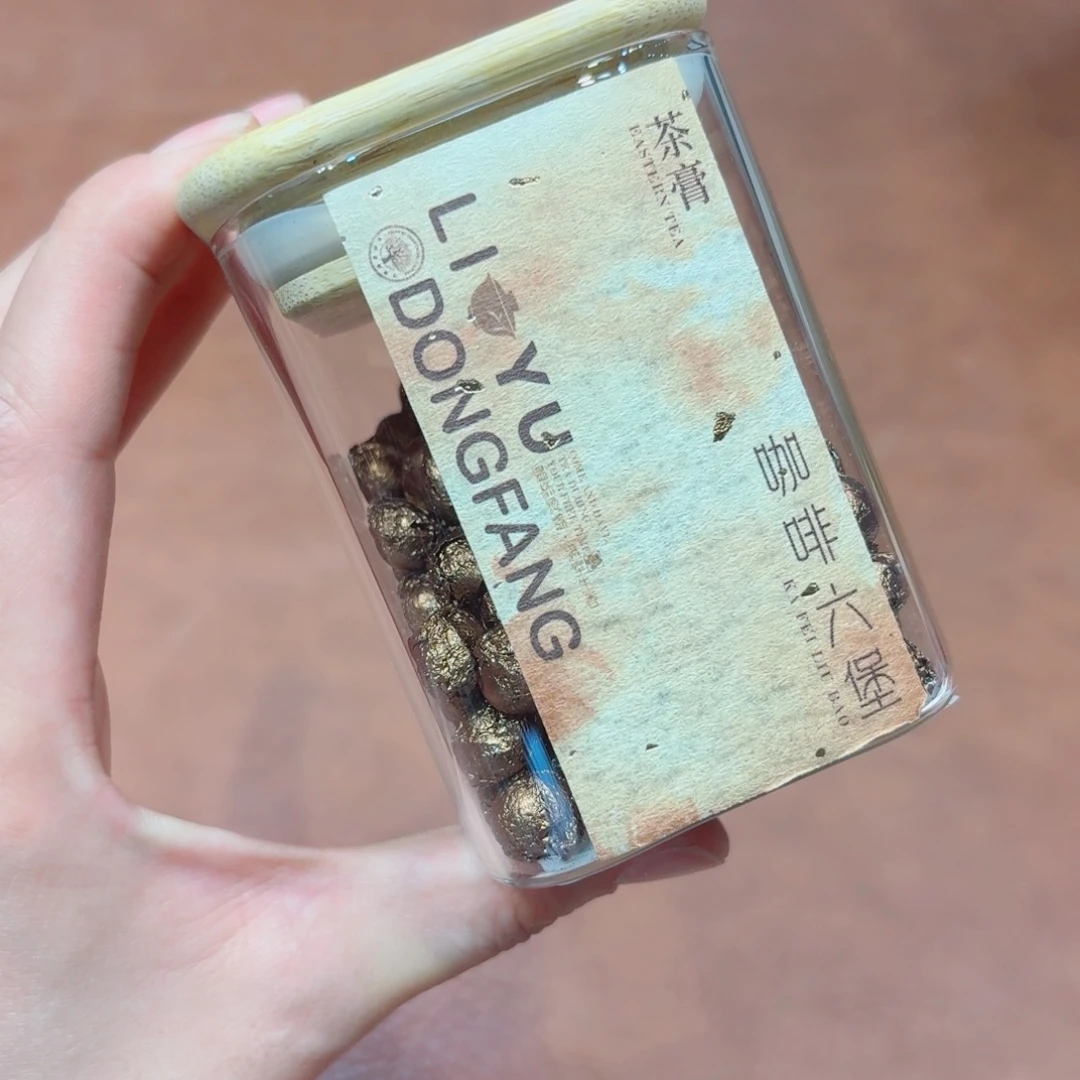 茶膏
EASTERN TEA
LI YU
DONGFANG
咖啡六堡
KA FEI LIU BAO